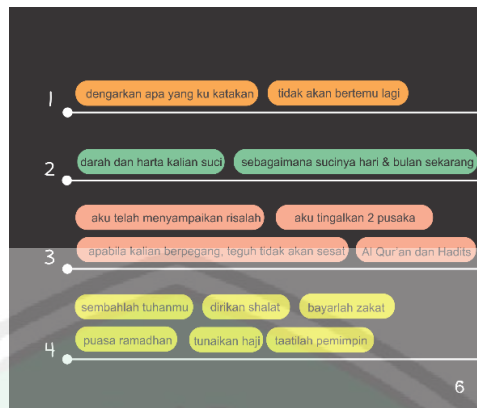 1 dengarkan apa yang ku katakan tidak akan bertemu lagi
2 darah dan harta kalian suci sebagaimana sucinya hari & bulan sekarang
aku telah menyampaikan risalah aku tingalkan 2 pusaka
3 apabila kalian berpegang, teguh tidak akan sesat Al Qur'an dan Hadits
sembahlah tuhanmu dirikan shalat bayarlah zakat
4 puasa ramadhan tunaikan haji taatilah pemimpin
6